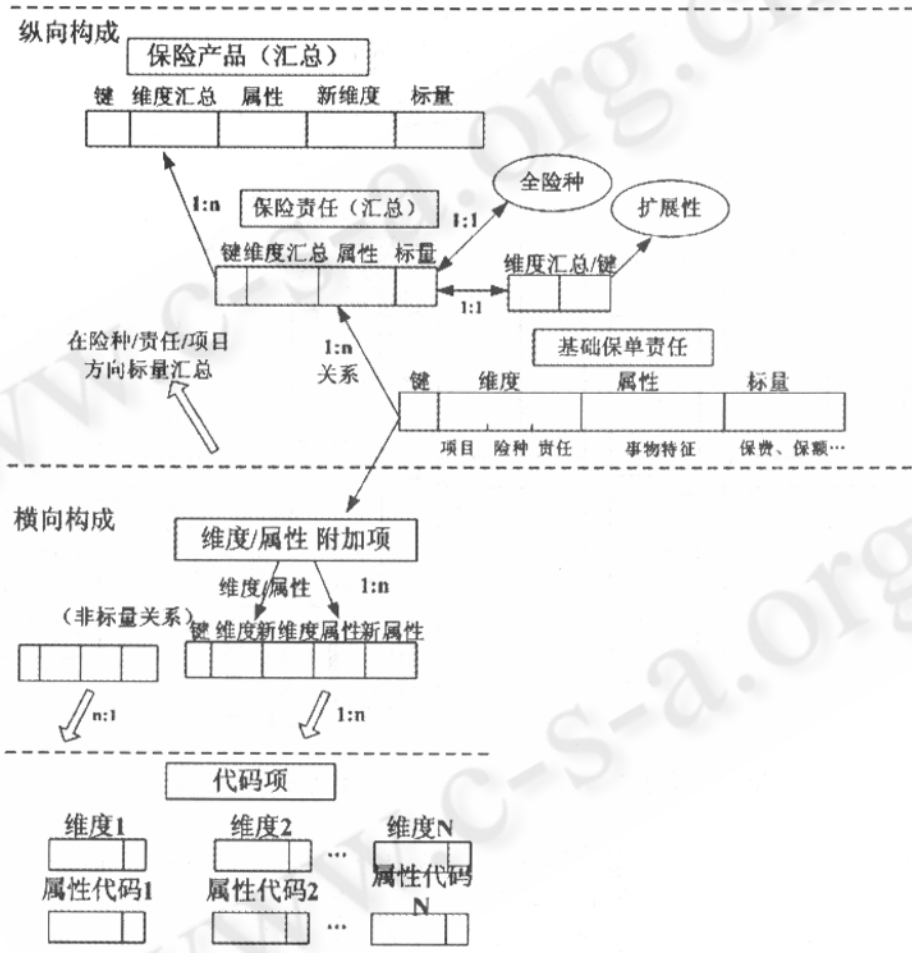 纵向构成
保险产品（汇总）
键 维度汇总 属性 新维度 标量
1:n
保险责任（汇总）
全险种
1:1
扩展性
键维度汇总 属性 标量
维度汇总/键
1:1
在险种/责任/项目
方向标量汇总
1:n
关系
基础保单责任
键 维度 属性 标量
项目 险种 责任 事物特征 保费、保额…
横向构成
维度/属性 附加项
维度/属性 1:n
（非标量关系）
键 维度新维度属性新属性
n:1
1:n
代码项
维度1 维度2 维度N
…
属性代码1 属性代码2 属性代码
N
…
www.c-s-a.org.cn
www.c-s-a.org